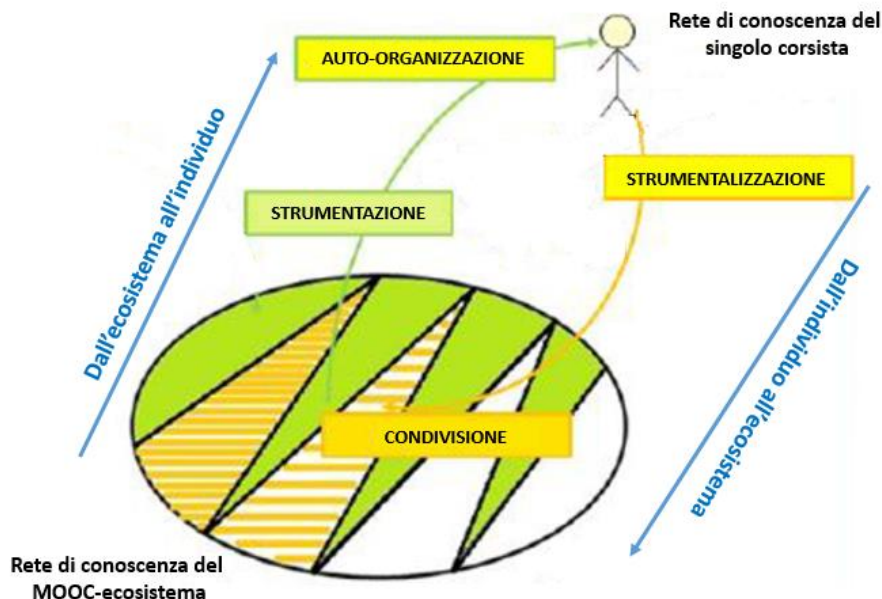 Rete di conoscenza del
singolo corsista
AUTO-ORGANIZZAZIONE
Dall'ecosistema all'individuo
STRUMENTALIZZAZIONE
STRUMENTAZIONE
Dall'individuo all'ecosistema
CONDIVISIONE
Rete di conoscenza del
MOOC-ecosistema